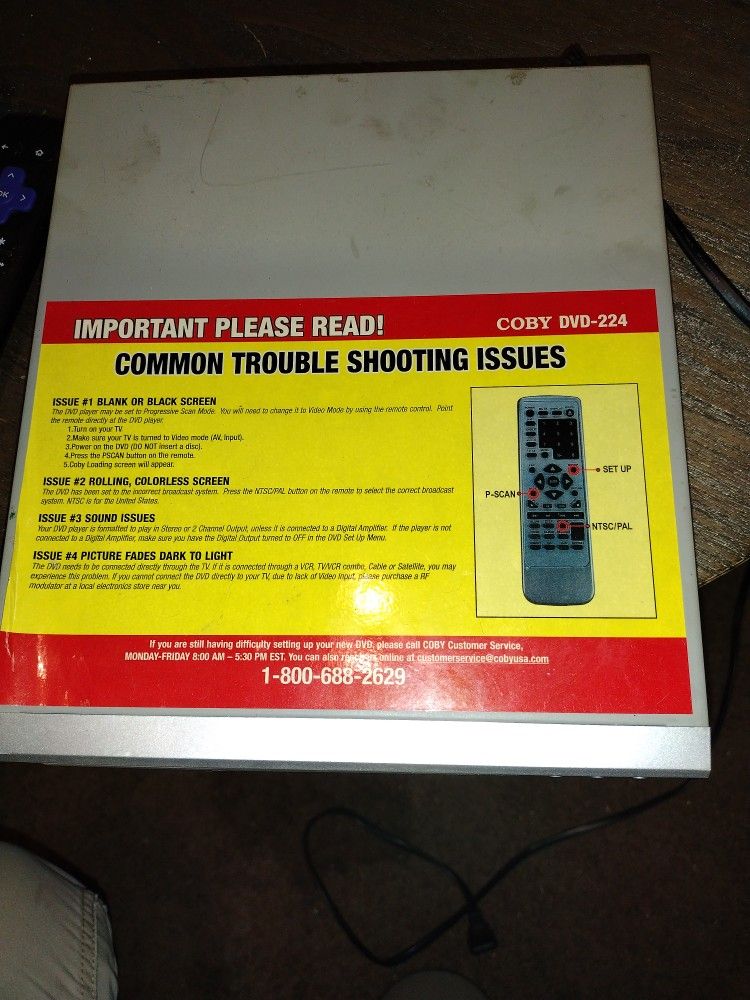 OK
IMPORTANT PLEASE READ!
COBY DVD-224
COMMON TROUBLE SHOOTING ISSUES
ISSUE #1 BLANK OR BLACK SCREEN
The DVD player may be set to Progressive Scan Mode. You will need to change it to Video Mode by using the remote control. Point
the remote directly at the DVD player.
1.Turn on your TV.
2.Make sure your TV is turned to Video mode (AV, Input).
3.Power on the DVD (DO NOT insert a disc).
4.Press the PSCAN button on the remote.
5.Coby Loading screen will appear.
ISSUE #2 ROLLING, COLORLESS SCREEN
The DVD has been set to the incorrect broadcast system. Press the NTSC/PAL button on the remote to select the correct broadcast
system. NTSC is for the United States.
ISSUE #3 SOUND ISSUES
Your DVD player is formatted to play in Stereo or 2 Channel Output, unless it is connected to a Digital Amplifier. If the player is not
connected to a Digital Amplifier, make sure you have the Digital Output turned to OFF in the DVD Set Up Menu.
ISSUE #4 PICTURE FADES DARK TO LIGHT
The DVD needs to be connected directly through the TV. If it is connected through a VCR, TV/VCR combo, Cable or Satellite, you may
experience this problem. If you cannot connect the DVD directly to your TV, due to lack of Video Input, please purchase a RF
modulator at a local electronics store near you.
SET UP
P-SCAN
NTSC/PAL
If you are still having difficulty setting up your new DVD, please call COBY Customer Service,
MONDAY-FRIDAY 8:00 AM – 5:30 PM EST. You can also reach us online at customerservice@cobyusa.com
1-800-688-2629